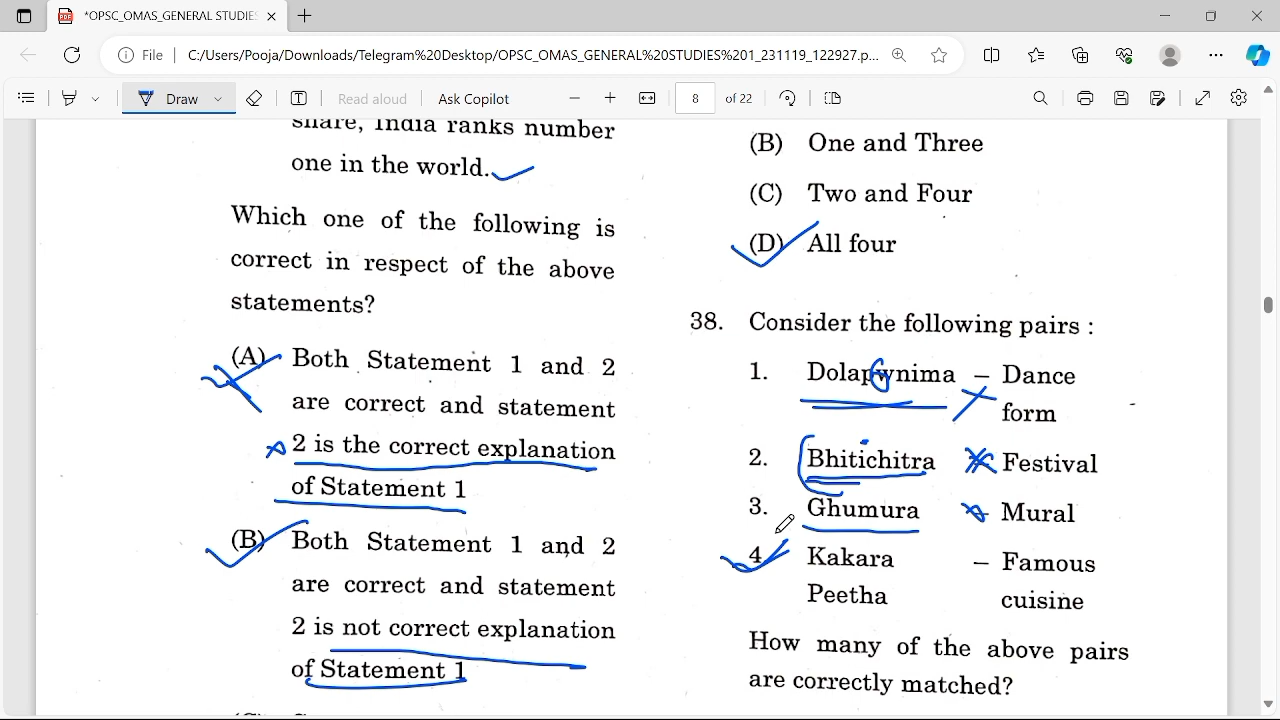 *OPSC_OMAS_GENERAL STUDIES
File C:/Users/Pooja/Downloads/Telegram%20Desktop/OPSC_OMAS_GENERAL%20STUDIES%201_231119_122927.p...
Draw Read aloud Ask Copilot 8 of 22
share, India ranks number
one in the world.
Which one of the following is
correct in respect of the above
statements?
(A) Both Statement 1 and 2
are correct and statement
2 is the correct explanation
of Statement 1
(B) Both Statement 1 and 2
are correct and statement
2 is not correct explanation
of Statement 1
(B) One and Three
(C) Two and Four
(D) All four
38. Consider the following pairs :
1. Dolapwnima – Dance
form
2. Bhitichitra – Festival
3. Ghumura – Mural
4. Kakara – Famous
Peetha cuisine
How many of the above pairs
are correctly matched?